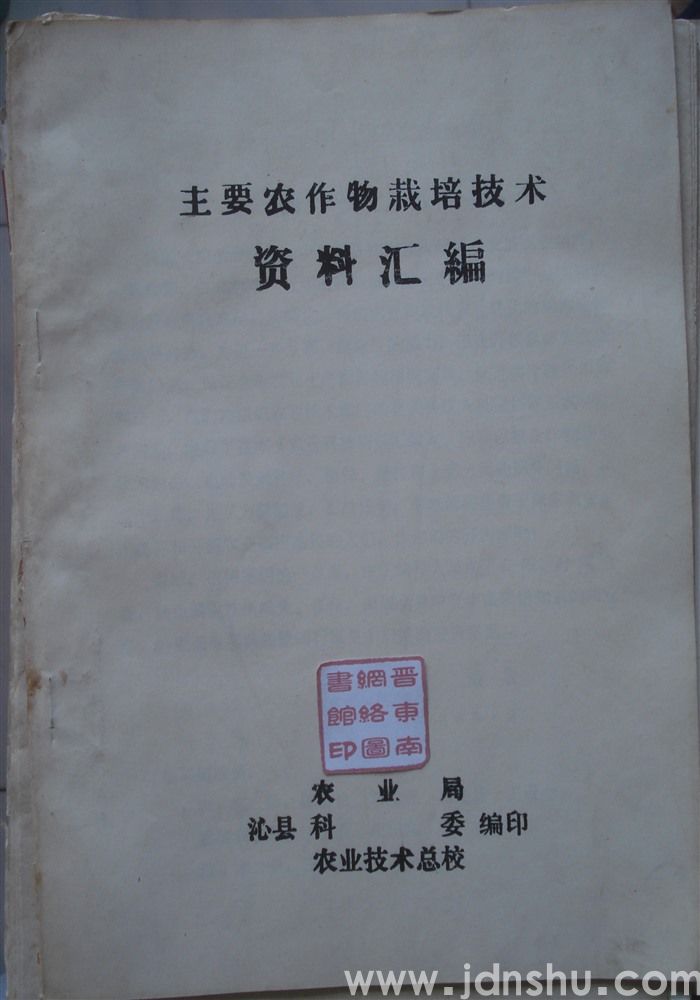 主要农作物栽培技术
资料汇编
晋东南
網络圖
書館印
农业局
沁县科委编印
农业技术总校
www.jdnshu.com